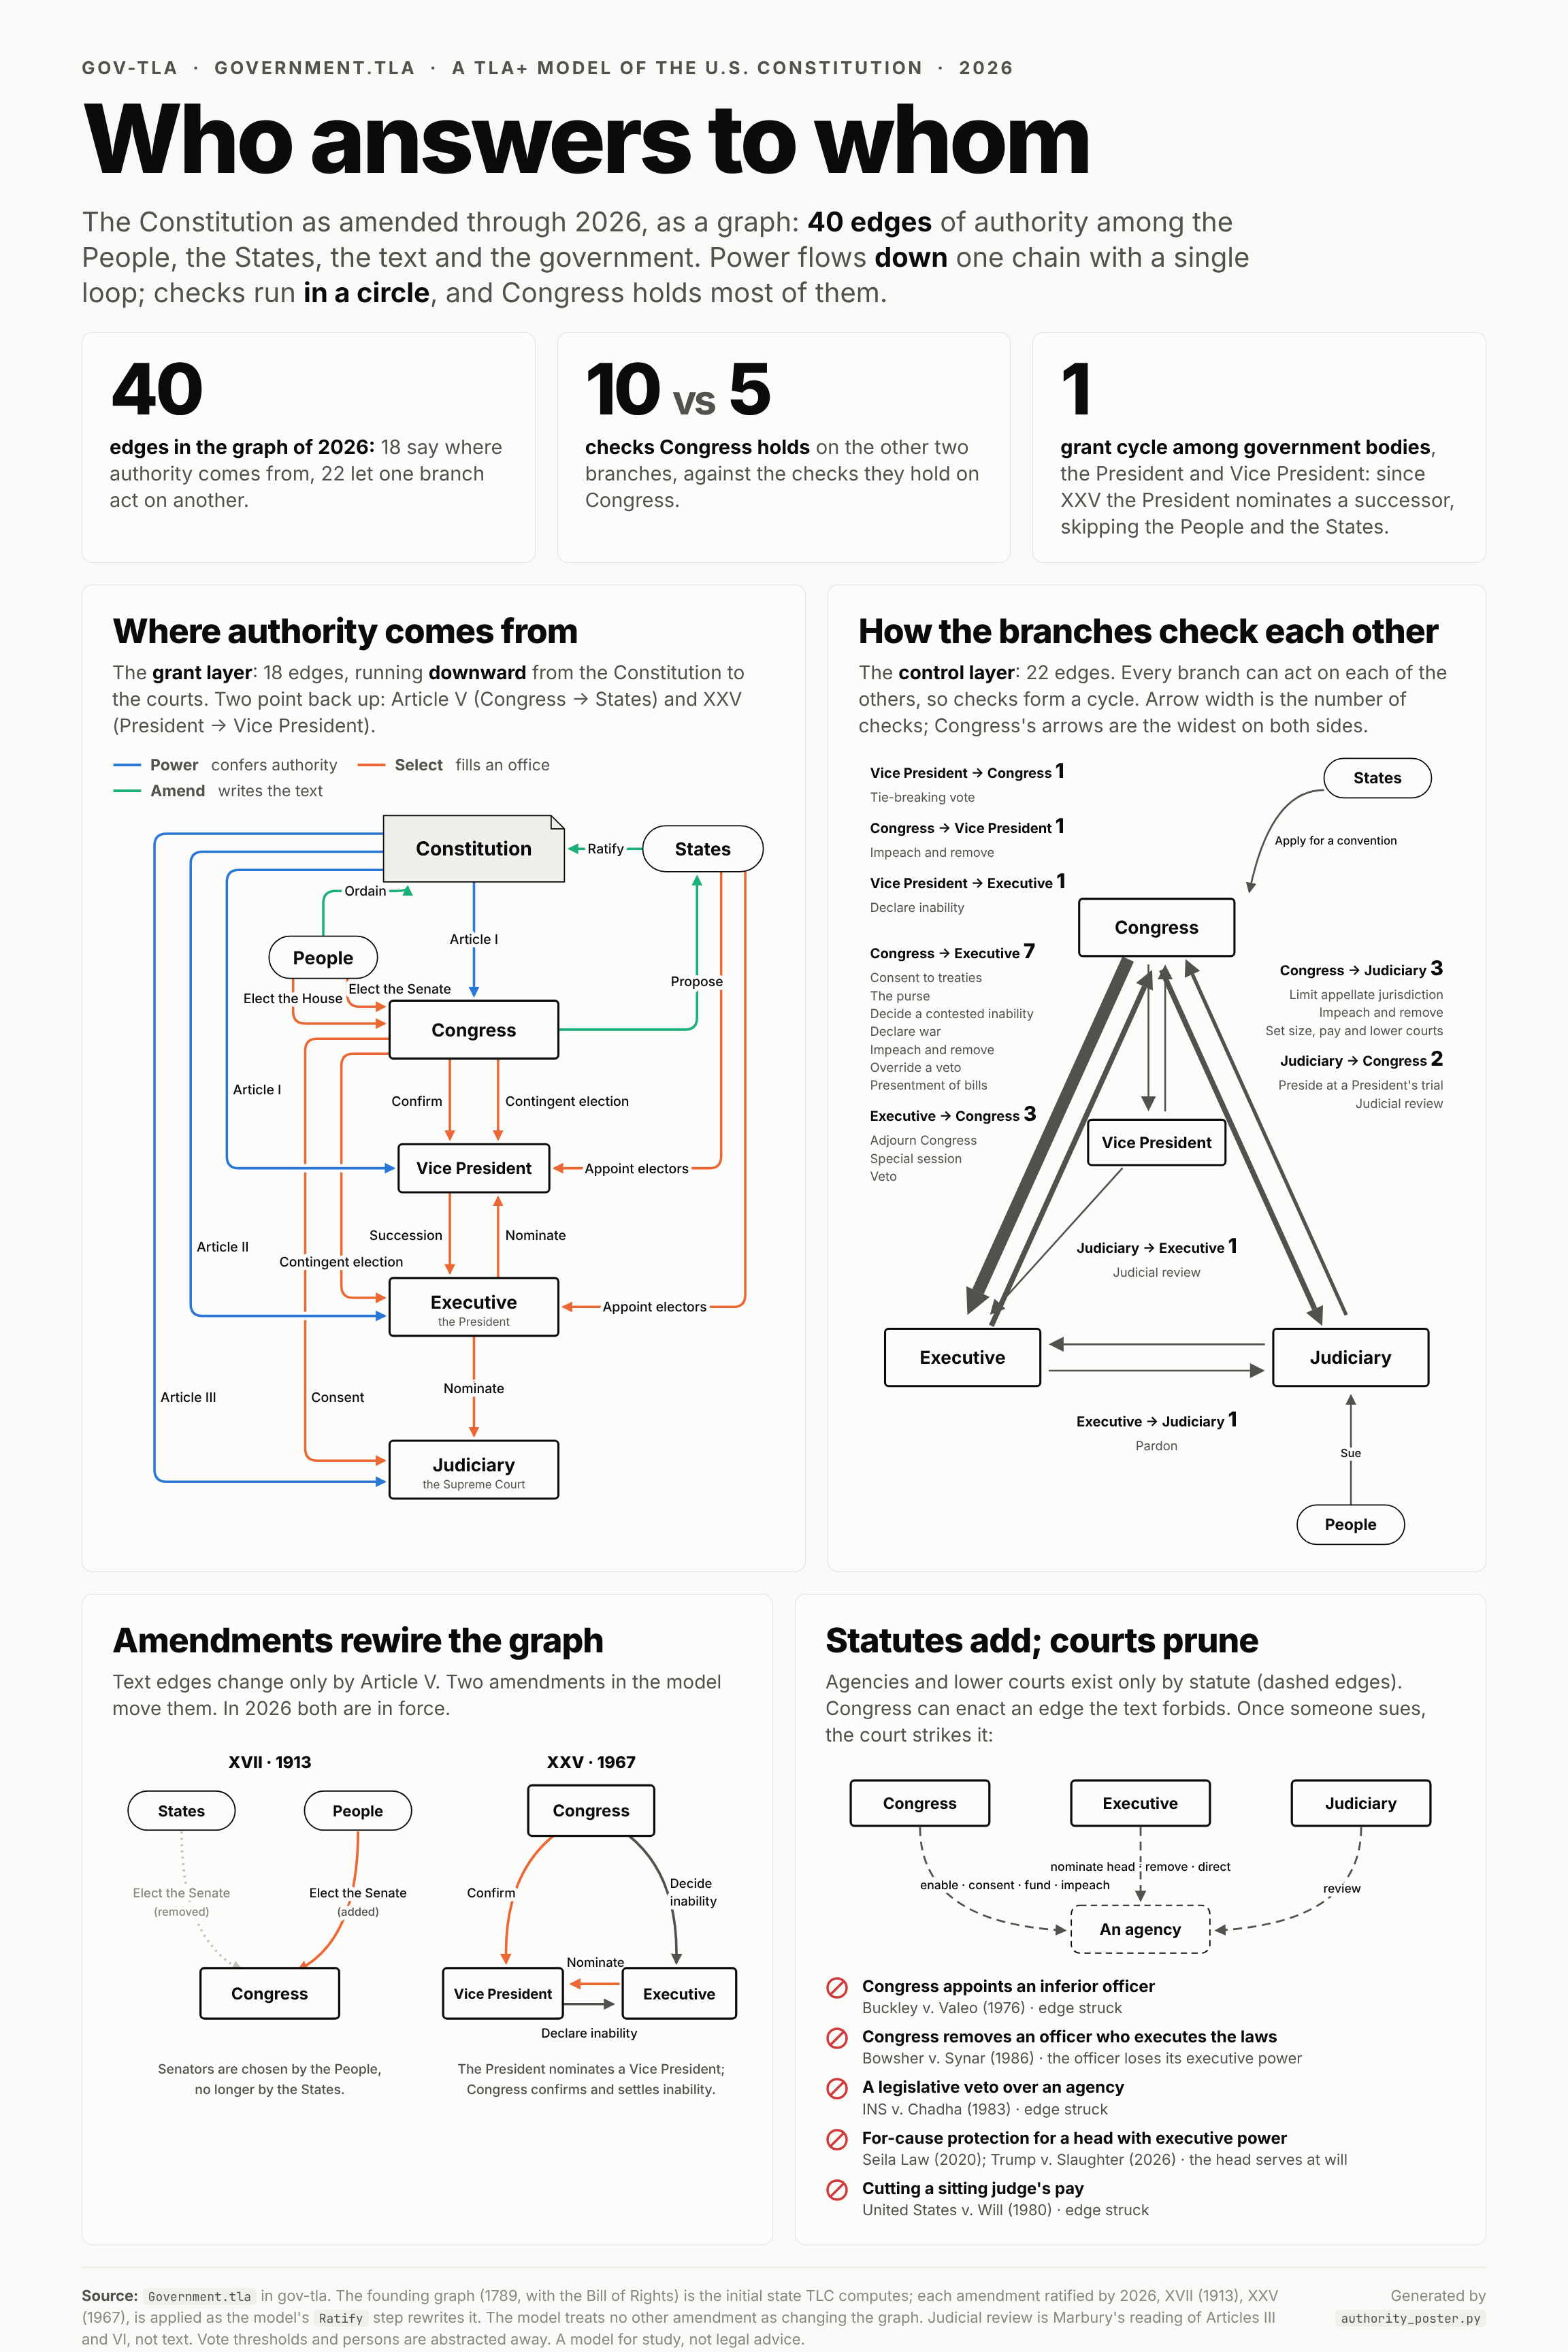 GOV-TLA · GOVERNMENT.TLA · A TLA+ MODEL OF THE U.S. CONSTITUTION · 2026
Who answers to whom
The Constitution as amended through 2026, as a graph: 40 edges of authority among the
People, the States, the text and the government. Power flows down one chain with a single
loop; checks run in a circle, and Congress holds most of them.
40
edges in the graph of 2026: 18 say where
authority comes from, 22 let one branch
act on another.
10 vs 5
checks Congress holds on the other two
branches, against the checks they hold on
Congress.
1
grant cycle among government bodies,
the President and Vice President: since
XXV the President nominates a successor,
skipping the People and the States.
Where authority comes from
The grant layer: 18 edges, running downward from the Constitution to
the courts. Two point back up: Article V (Congress → States) and XXV
(President → Vice President).
Power confers authority Select fills an office
Amend writes the text
Constitution
Ratify
States
Ordain
Article I
People
Propose
Elect the Senate
Elect the House
Congress
Article I
Confirm
Contingent election
Vice President
Appoint electors
Succession
Nominate
Article II
Contingent election
Executive
the President
Appoint electors
Nominate
Article III
Consent
Judiciary
the Supreme Court
How the branches check each other
The control layer: 22 edges. Every branch can act on each of the
others, so checks form a cycle. Arrow width is the number of
checks; Congress's arrows are the widest on both sides.
Vice President → Congress 1
Tie-breaking vote
Congress → Vice President 1
Impeach and remove
Vice President → Executive 1
Declare inability
States
Apply for a convention
Congress
Congress → Executive 7
Consent to treaties
The purse
Decide a contested inability
Declare war
Impeach and remove
Override a veto
Presentment of bills
Executive → Congress 3
Adjourn Congress
Special session
Veto
Congress → Judiciary 3
Limit appellate jurisdiction
Impeach and remove
Set size, pay and lower courts
Judiciary → Congress 2
Preside at a President's trial
Judicial review
Vice President
Judiciary → Executive 1
Judicial review
Executive
Judiciary
Executive → Judiciary 1
Pardon
Sue
People
Amendments rewire the graph
Text edges change only by Article V. Two amendments in the model
move them. In 2026 both are in force.
XVII · 1913
States
People
Elect the Senate
(removed)
Elect the Senate
(added)
Congress
Senators are chosen by the People,
no longer by the States.
XXV · 1967
Congress
Confirm
Decide
inability
Nominate
Vice President
Executive
Declare inability
The President nominates a Vice President;
Congress confirms and settles inability.
Statutes add; courts prune
Agencies and lower courts exist only by statute (dashed edges).
Congress can enact an edge the text forbids. Once someone sues,
the court strikes it:
Congress
Executive
Judiciary
nominate head · remove · direct
enable · consent · fund · impeach
review
An agency
Congress appoints an inferior officer
Buckley v. Valeo (1976) · edge struck
Congress removes an officer who executes the laws
Bowsher v. Synar (1986) · the officer loses its executive power
A legislative veto over an agency
INS v. Chadha (1983) · edge struck
For-cause protection for a head with executive power
Seila Law (2020); Trump v. Slaughter (2026) · the head serves at will
Cutting a sitting judge's pay
United States v. Will (1980) · edge struck
Source: Government.tla in gov-tla. The founding graph (1789, with the Bill of Rights) is the initial state TLC computes; each amendment ratified by 2026, XVII (1913), XXV
(1967), is applied as the model's Ratify step rewrites it. The model treats no other amendment as changing the graph. Judicial review is Marbury's reading of Articles III
and VI, not text. Vote thresholds and persons are abstracted away. A model for study, not legal advice.
Generated by
authority_poster.py